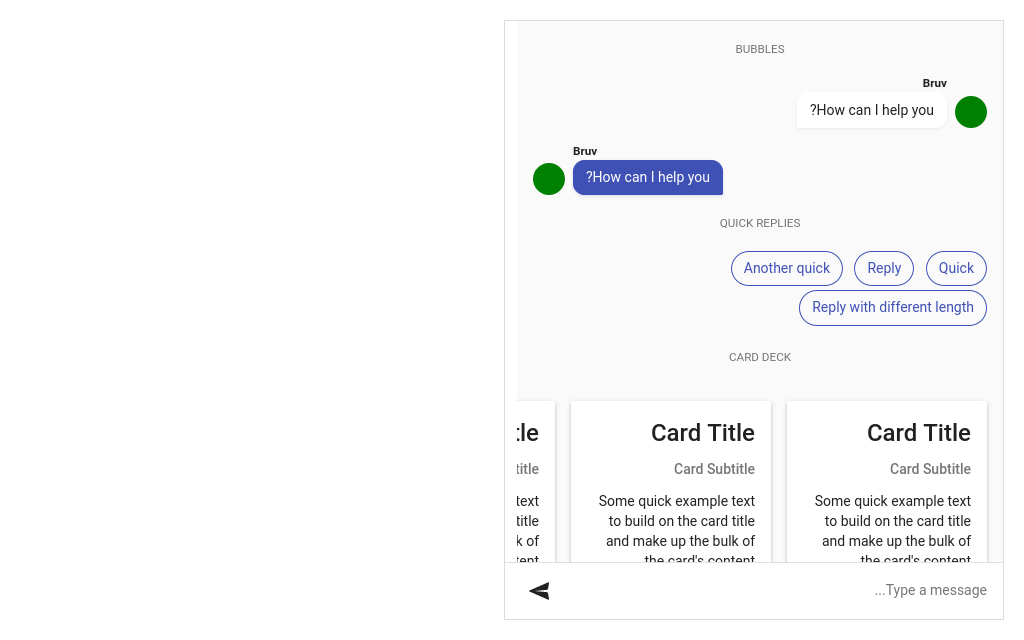 BUBBLES
Bruv
?How can I help you
Bruv
?How can I help you
QUICK REPLIES
Another quick
Reply
Quick
Reply with different length
CARD DECK
text
title
of
Card Title
Card Subtitle
Some quick example text
to build on the card title
and make up the bulk of
the card's content
Card Title
Card Subtitle
Some quick example text
to build on the card title
and make up the bulk of
the card's content
...Type a message